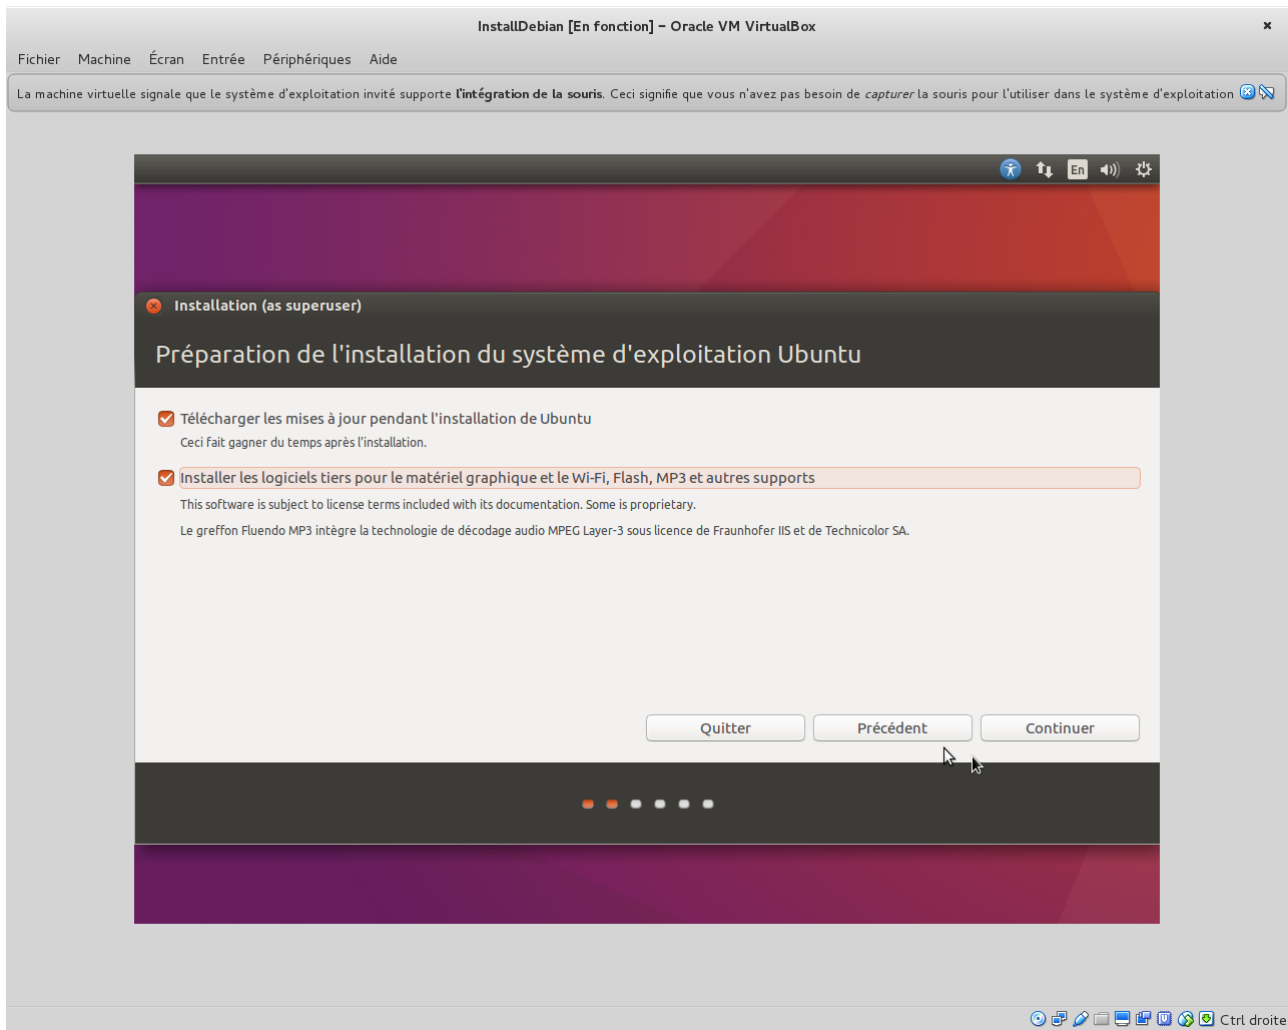 InstallDebian [En fonction] – Oracle VM VirtualBox
Fichier Machine Écran Entrée Périphériques Aide
La machine virtuelle signale que le système d'exploitation invité supporte l'intégration de la souris. Ceci signifie que vous n'avez pas besoin de capturer la souris pour l'utiliser dans le système d'exploitation
En
Installation (as superuser)
Préparation de l'installation du système d'exploitation Ubuntu
Télécharger les mises à jour pendant l'installation de Ubuntu
Ceci fait gagner du temps après l'installation.
Installer les logiciels tiers pour le matériel graphique et le Wi-Fi, Flash, MP3 et autres supports
This software is subject to license terms included with its documentation. Some is proprietary.
Le greffon Fluendo MP3 intègre la technologie de décodage audio MPEG Layer-3 sous licence de Fraunhofer IIS et de Technicolor SA.
Quitter Précédent Continuer
Ctrl droite